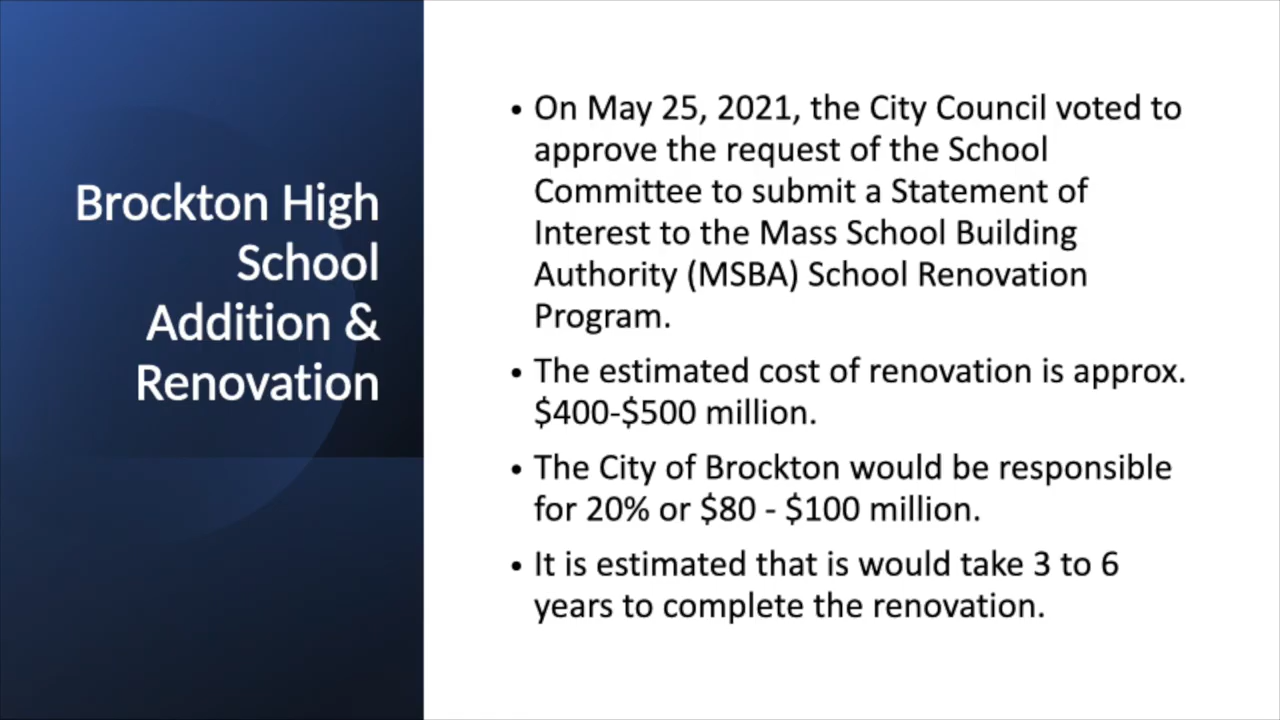 Brockton High
School
Addition &
Renovation
• On May 25, 2021, the City Council voted to
approve the request of the School
Committee to submit a Statement of
Interest to the Mass School Building
Authority (MSBA) School Renovation
Program.
• The estimated cost of renovation is approx.
$400-$500 million.
• The City of Brockton would be responsible
for 20% or $80 - $100 million.
• It is estimated that is would take 3 to 6
years to complete the renovation.